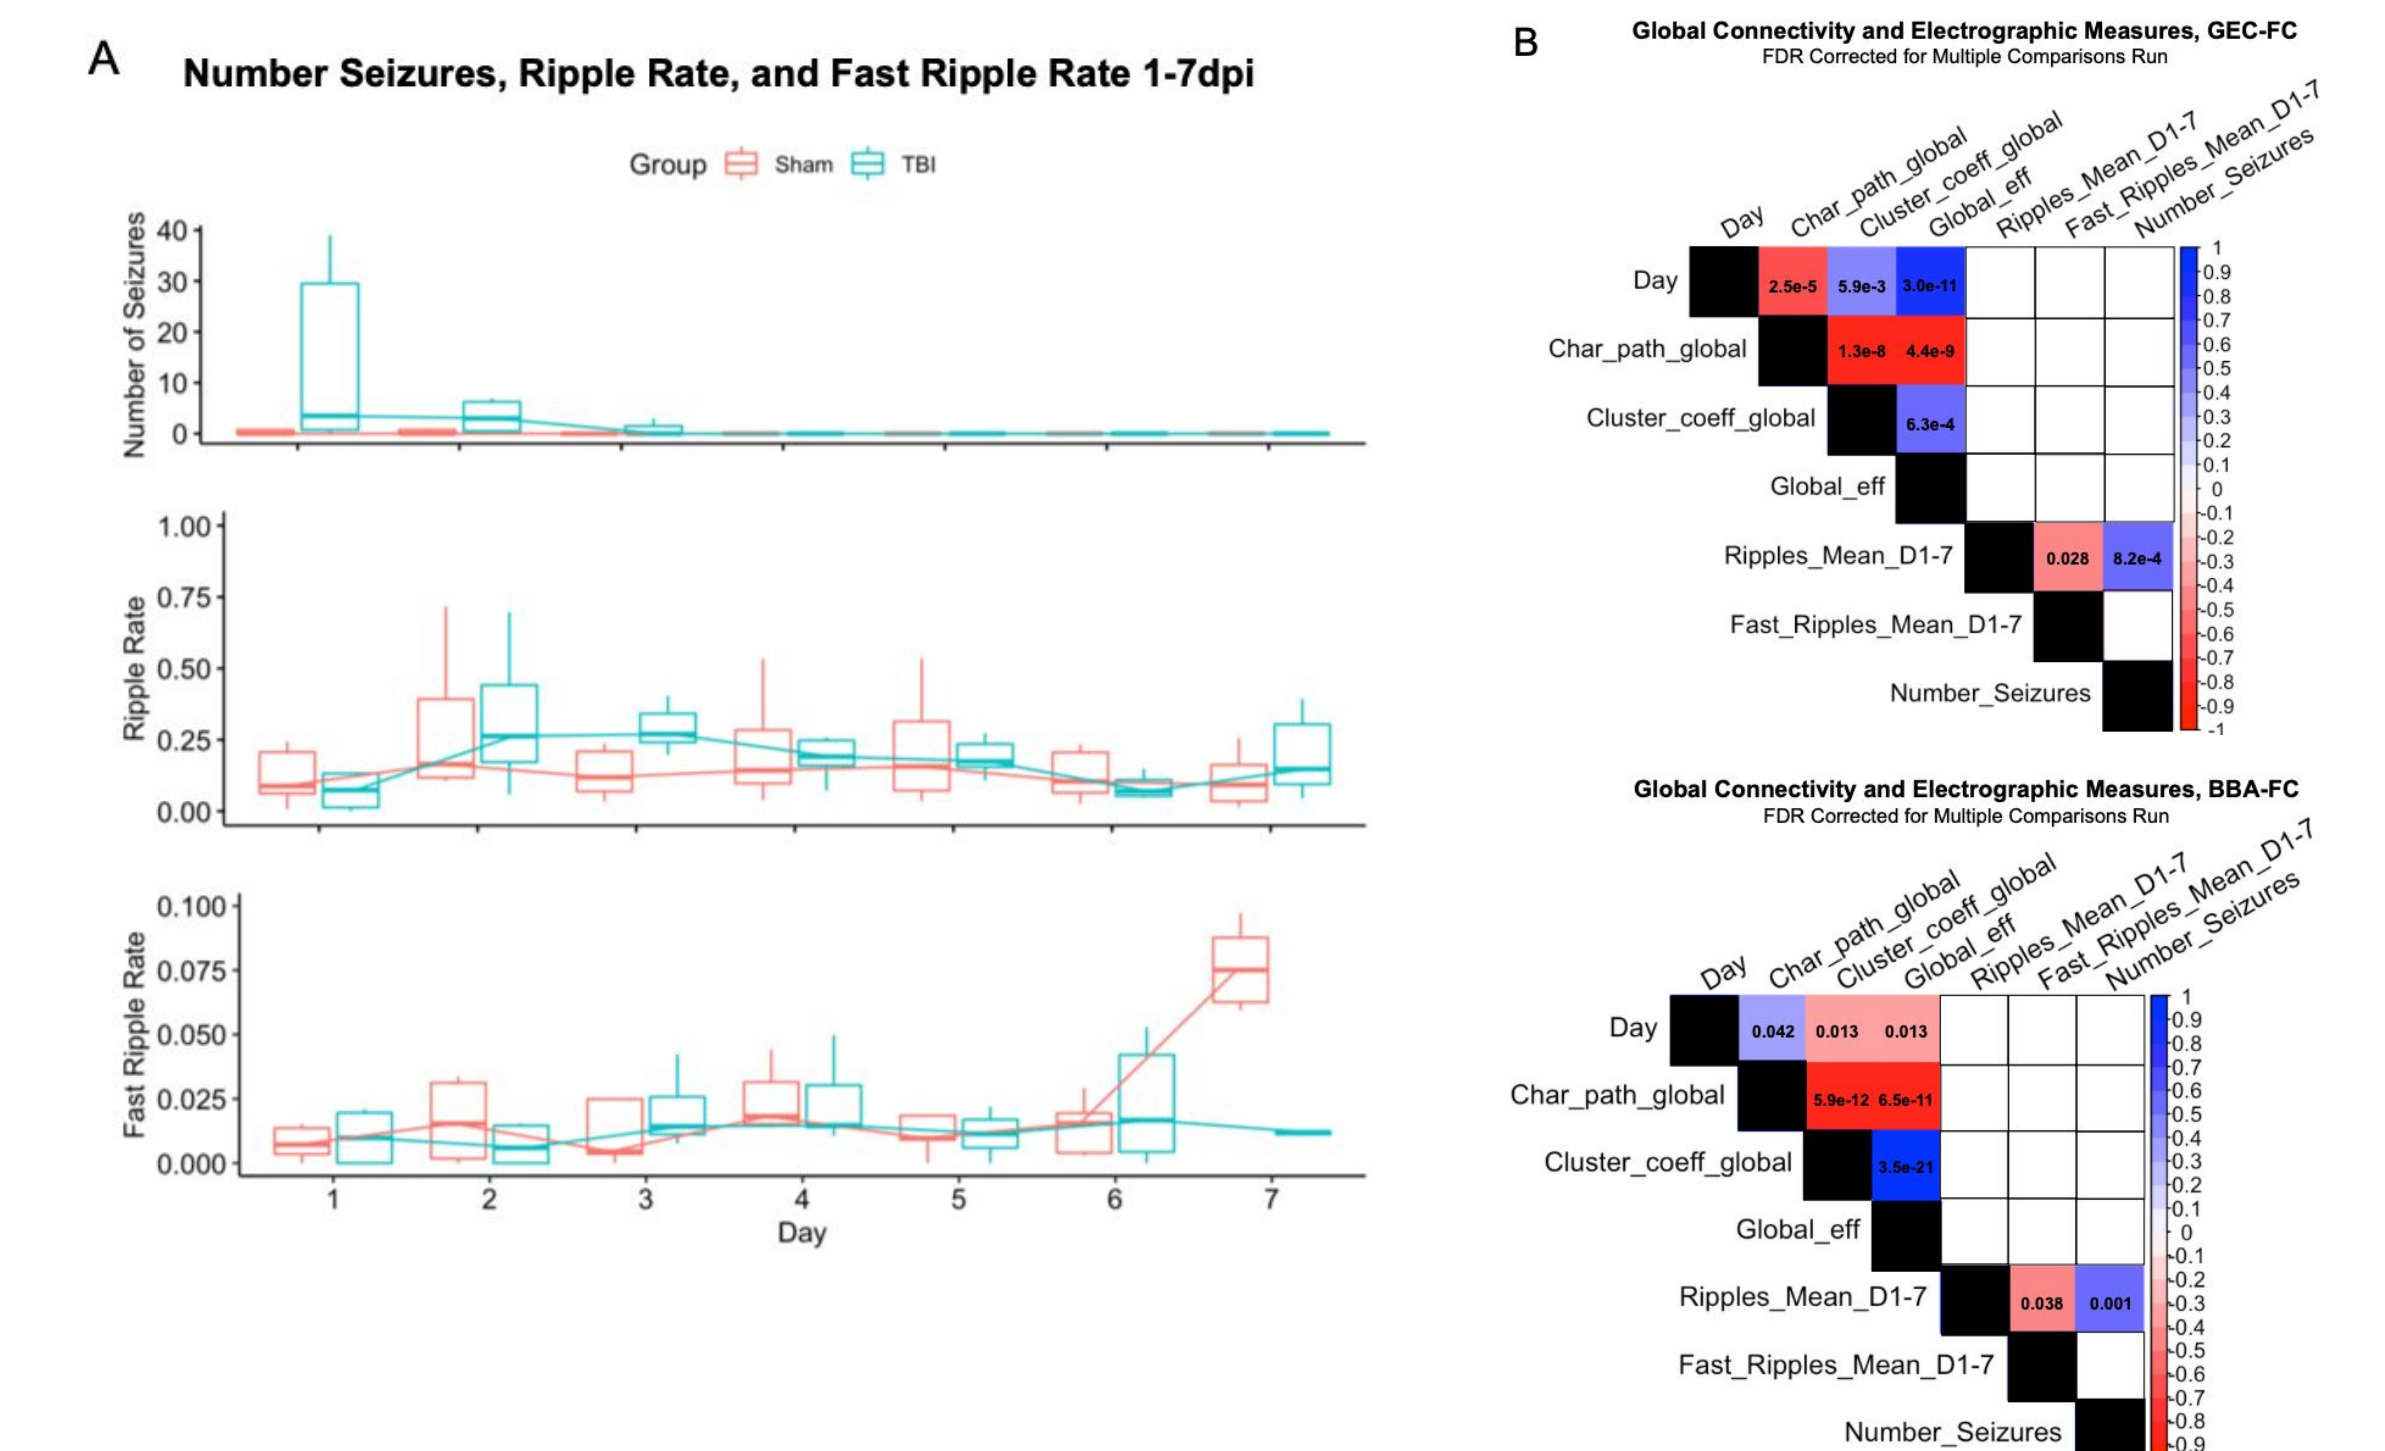 A
Number Seizures, Ripple Rate, and Fast Ripple Rate 1-7dpi
Group Sham TBI
Number of Seizures
40
30
20
10
0
Ripple Rate
1.00
0.75
0.50
0.25
0.00
Fast Ripple Rate
0.100
0.075
0.050
0.025
0.000
1 2 3 4 5 6 7
Day
B
Global Connectivity and Electrographic Measures, GEC-FC
FDR Corrected for Multiple Comparisons Run
Day
Char_path_global
Cluster_coeff_global
Global_eff
Ripples_Mean_D1-7
Fast_Ripples_Mean_D1-7
Number_Seizures
Day 2.5e-5 5.9e-3 3.0e-11
Char_path_global 1.3e-8 4.4e-9
Cluster_coeff_global 6.3e-4
Global_eff
Ripples_Mean_D1-7 0.028 8.2e-4
Fast_Ripples_Mean_D1-7
Number_Seizures
1
0.9
0.8
0.7
0.6
0.5
0.4
0.3
0.2
0.1
0
-0.1
-0.2
-0.3
-0.4
-0.5
-0.6
-0.7
-0.8
-0.9
-1
Global Connectivity and Electrographic Measures, BBA-FC
FDR Corrected for Multiple Comparisons Run
Day
Char_path_global
Cluster_coeff_global
Global_eff
Ripples_Mean_D1-7
Fast_Ripples_Mean_D1-7
Number_Seizures
Day 0.042 0.013 0.013
Char_path_global 5.9e-12 6.5e-11
Cluster_coeff_global 3.5e-21
Global_eff
Ripples_Mean_D1-7 0.038 0.001
Fast_Ripples_Mean_D1-7
Number_Seizures
1
0.9
0.8
0.7
0.6
0.5
0.4
0.3
0.2
0.1
0
-0.1
-0.2
-0.3
-0.4
-0.5
-0.6
-0.7
-0.8
-0.9